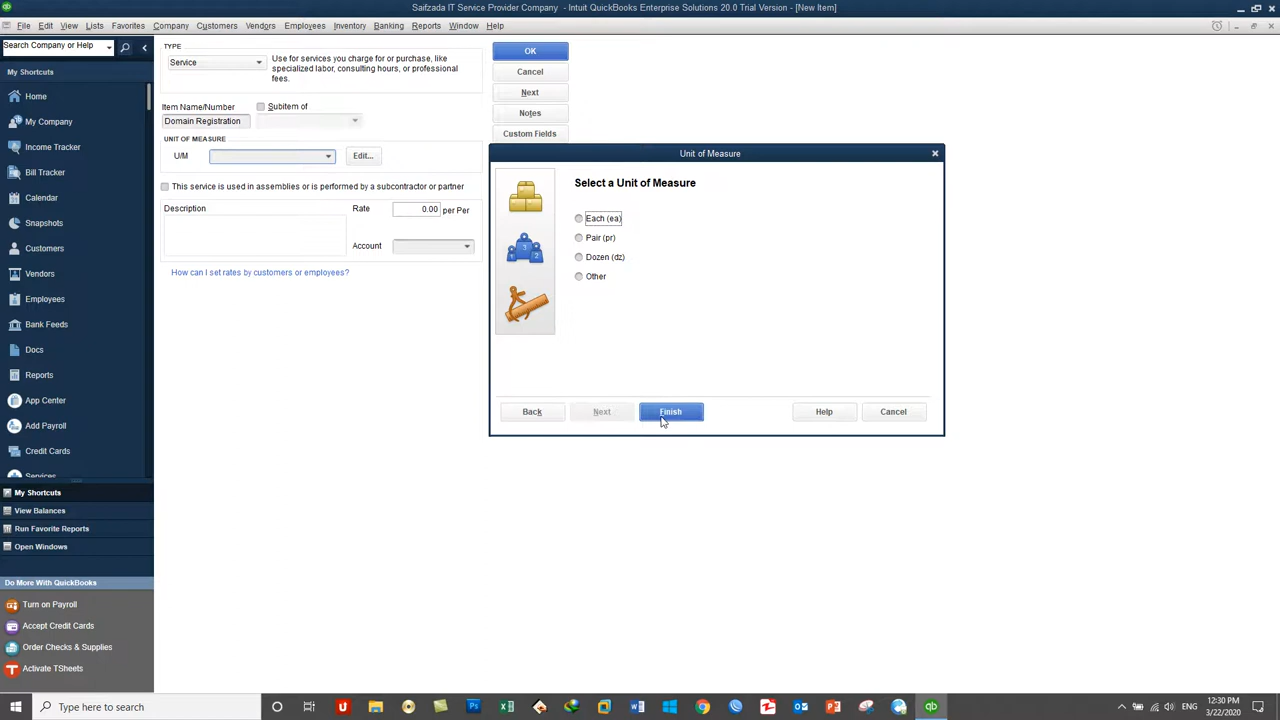 Saifzada IT Service Provider Company - Intuit QuickBooks Enterprise Solutions 20.0 Trial Version - [New Item]
File Edit View Lists Favorites Company Customers Vendors Employees Inventory Banking Reports Window Help
Search Company or Help
My Shortcuts
Home
My Company
Income Tracker
Bill Tracker
Calendar
Snapshots
Customers
Vendors
Employees
Bank Feeds
Docs
Reports
App Center
Add Payroll
Credit Cards
Services
My Shortcuts
View Balances
Run Favorite Reports
Open Windows
Do More With QuickBooks
Turn on Payroll
Accept Credit Cards
Order Checks & Supplies
Activate TSheets
TYPE
Service
Use for services you charge for or purchase, like
specialized labor, consulting hours, or professional
fees.
Item Name/Number
Subitem of
Domain Registration
UNIT OF MEASURE
U/M
Edit...
This service is used in assemblies or is performed by a subcontractor or partner
Description
Rate
0.00
per Per
Account
How can I set rates by customers or employees?
OK
Cancel
Next
Notes
Custom Fields
Unit of Measure
Select a Unit of Measure
Each (ea)
Pair (pr)
Dozen (dz)
Other
Back
Next
Finish
Help
Cancel
Type here to search
ENG
12:30 PM
3/22/2020